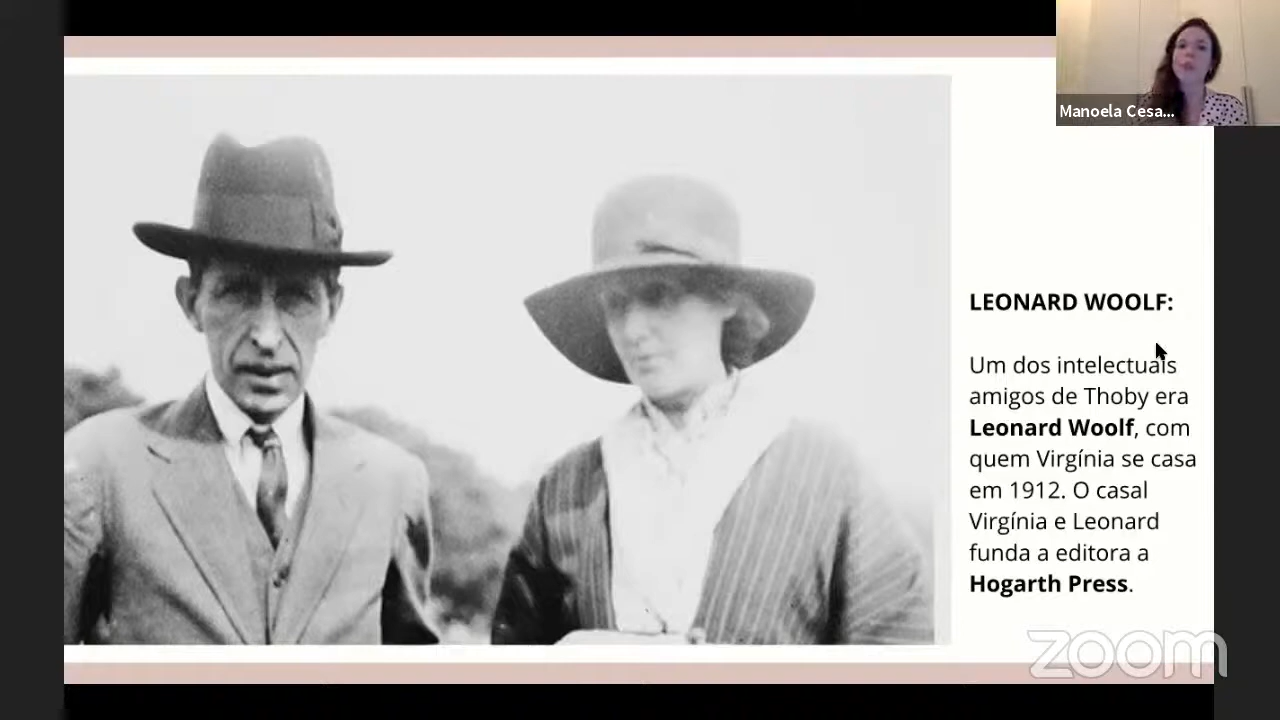 Manoela Cesa...
LEONARD WOOLF:
Um dos intelectuais
amigos de Thoby era
Leonard Woolf, com
quem Virgínia se casa
em 1912. O casal
Virgínia e Leonard
funda a editora a
Hogarth Press.
zoom